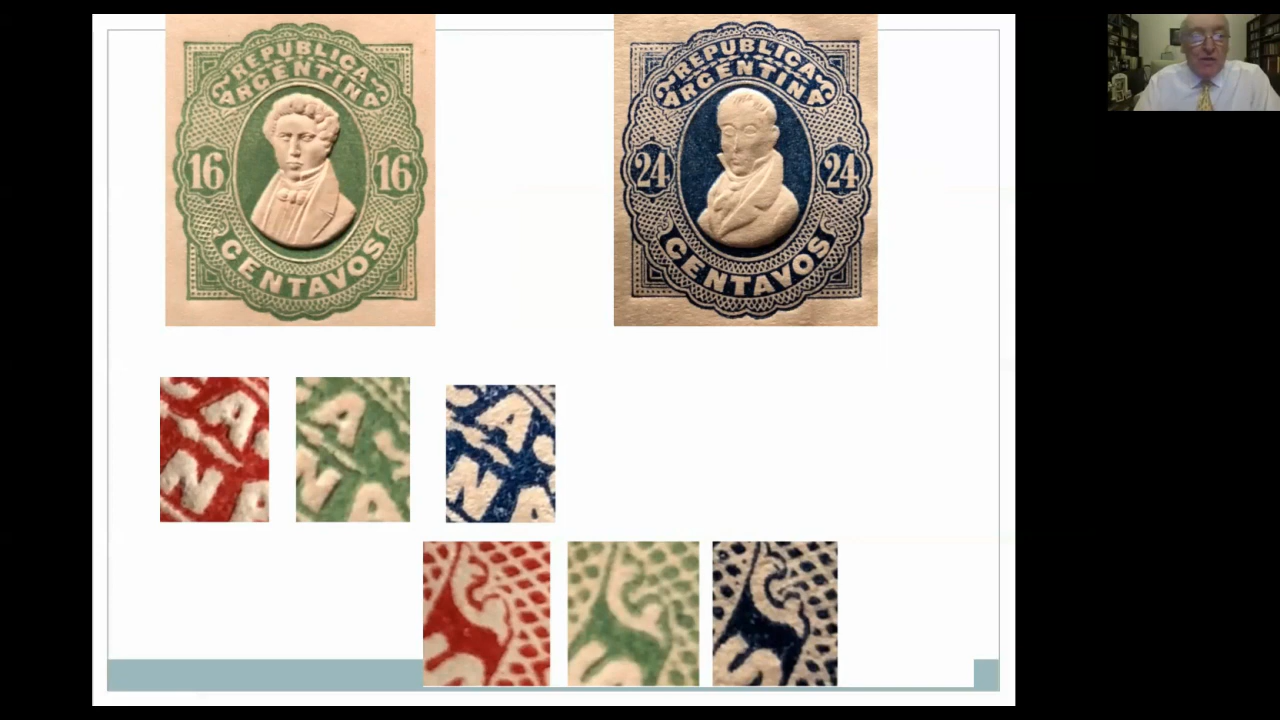 REPUBLICA
ARGENTINA
16 16
CENTAVOS
REPUBLICA
ARGENTINA
24 24
CENTAVOS
A
N A
A
N A
A
N A
S
S
S